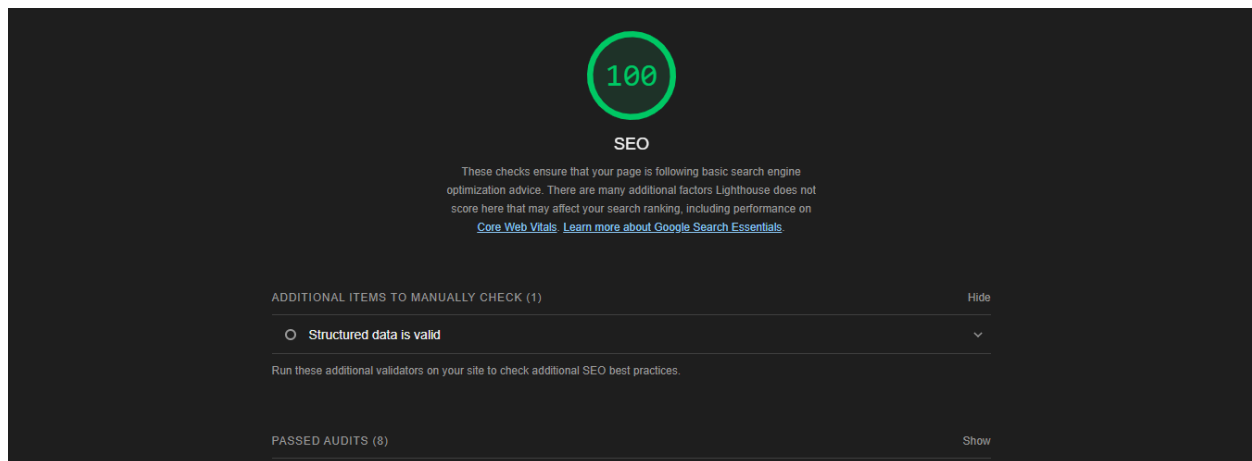 100
SEO
These checks ensure that your page is following basic search engine
optimization advice. There are many additional factors Lighthouse does not
score here that may affect your search ranking, including performance on
Core Web Vitals. Learn more about Google Search Essentials.
ADDITIONAL ITEMS TO MANUALLY CHECK (1) Hide
Structured data is valid
Run these additional validators on your site to check additional SEO best practices.
PASSED AUDITS (8) Show